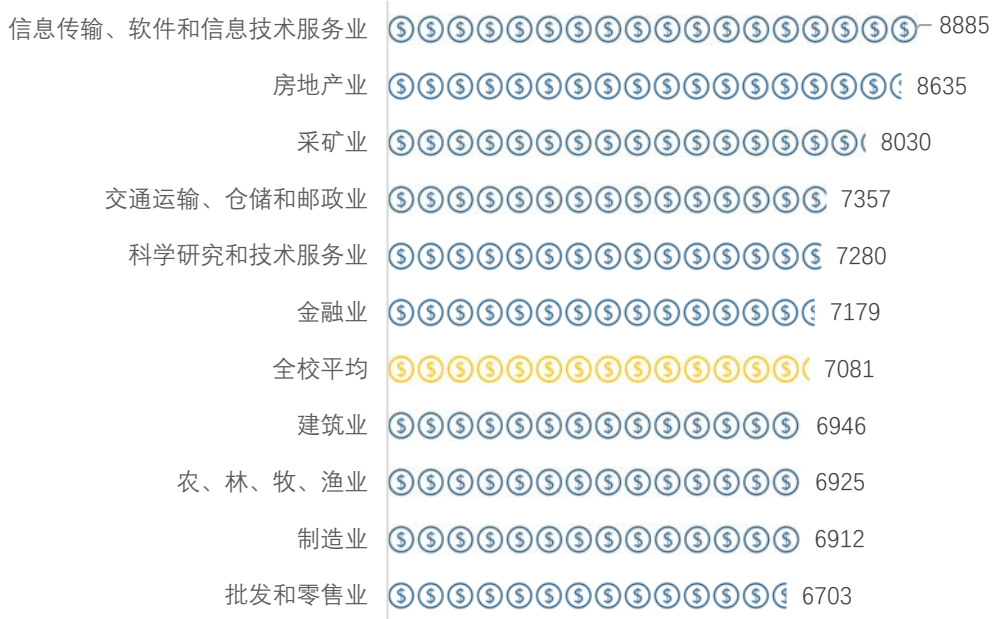 信息传输、软件和信息技术服务业 8885
房地产业 8635
采矿业 8030
交通运输、仓储和邮政业 7357
科学研究和技术服务业 7280
金融业 7179
全校平均 7081
建筑业 6946
农、林、牧、渔业 6925
制造业 6912
批发和零售业 6703